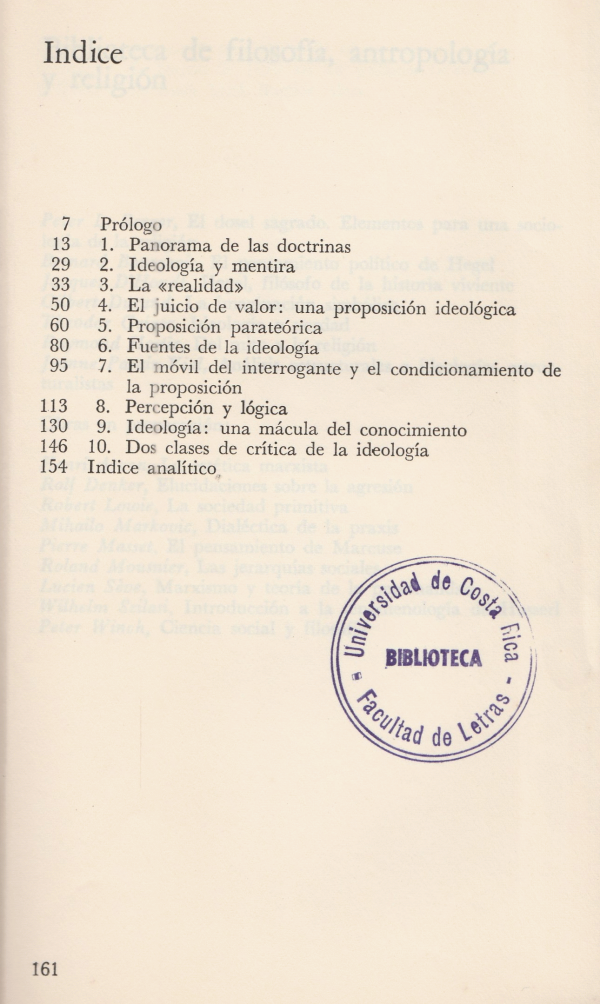 Indice
7 Prólogo
13 1. Panorama de las doctrinas
29 2. Ideología y mentira
33 3. La «realidad»
50 4. El juicio de valor: una proposición ideológica
60 5. Proposición parateórica
80 6. Fuentes de la ideología
95 7. El móvil del interrogante y el condicionamiento de
la proposición
113 8. Percepción y lógica
130 9. Ideología: una mácula del conocimiento
146 10. Dos clases de crítica de la ideología
154 Indice analítico
Universidad de Costa Rica
BIBLIOTECA
Facultad de Letras
161